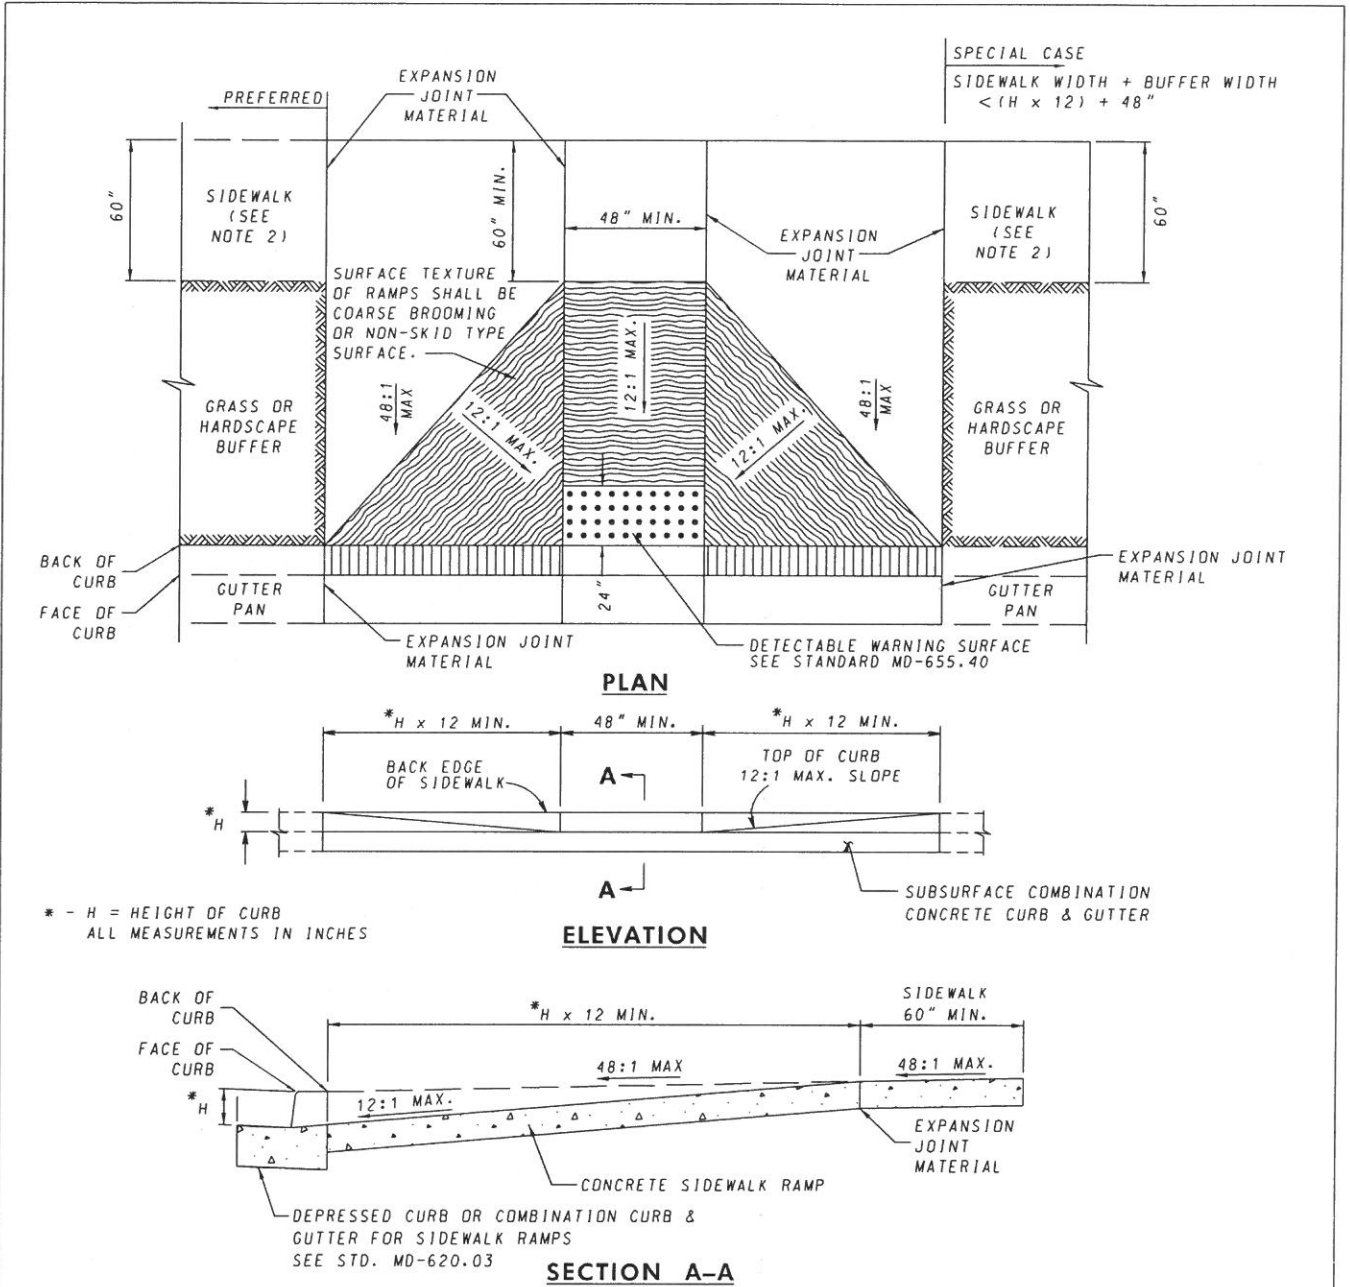 SPECIAL CASE
SIDEWALK WIDTH + BUFFER WIDTH
<(H x 12) + 48"
EXPANSION
JOINT
MATERIAL
PREFERRED
60"
SIDEWALK
(SEE
NOTE 2)
60" MIN.
48" MIN.
EXPANSION
JOINT
MATERIAL
SIDEWALK
(SEE
NOTE 2)
60"
SURFACE TEXTURE
OF RAMPS SHALL BE
COARSE BROOMING
OR NON-SKID TYPE
SURFACE.
12:1 MAX.
48:1
MAX
48:1
MAX
12:1 MAX.
12:1 MAX.
GRASS OR
HARDSCAPE
BUFFER
GRASS OR
HARDSCAPE
BUFFER
BACK OF
CURB
FACE OF
CURB
GUTTER
PAN
24"
GUTTER
PAN
EXPANSION JOINT
MATERIAL
EXPANSION JOINT
MATERIAL
DETECTABLE WARNING SURFACE
SEE STANDARD MD-655.40
PLAN
*H x 12 MIN.
48" MIN.
*H x 12 MIN.
BACK EDGE
OF SIDEWALK
A
TOP OF CURB
12:1 MAX. SLOPE
*H
A
SUBSURFACE COMBINATION
CONCRETE CURB & GUTTER
* - H = HEIGHT OF CURB
ALL MEASUREMENTS IN INCHES
ELEVATION
BACK OF
CURB
FACE OF
CURB
*H x 12 MIN.
SIDEWALK
60" MIN.
48:1 MAX
48:1 MAX.
*H
12:1 MAX.
EXPANSION
JOINT
MATERIAL
CONCRETE SIDEWALK RAMP
DEPRESSED CURB OR COMBINATION CURB &
GUTTER FOR SIDEWALK RAMPS
SEE STD. MD-620.03
SECTION A-A